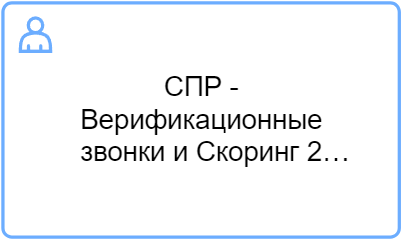 СПР -
Верификационные
звонки и Скоринг 2…